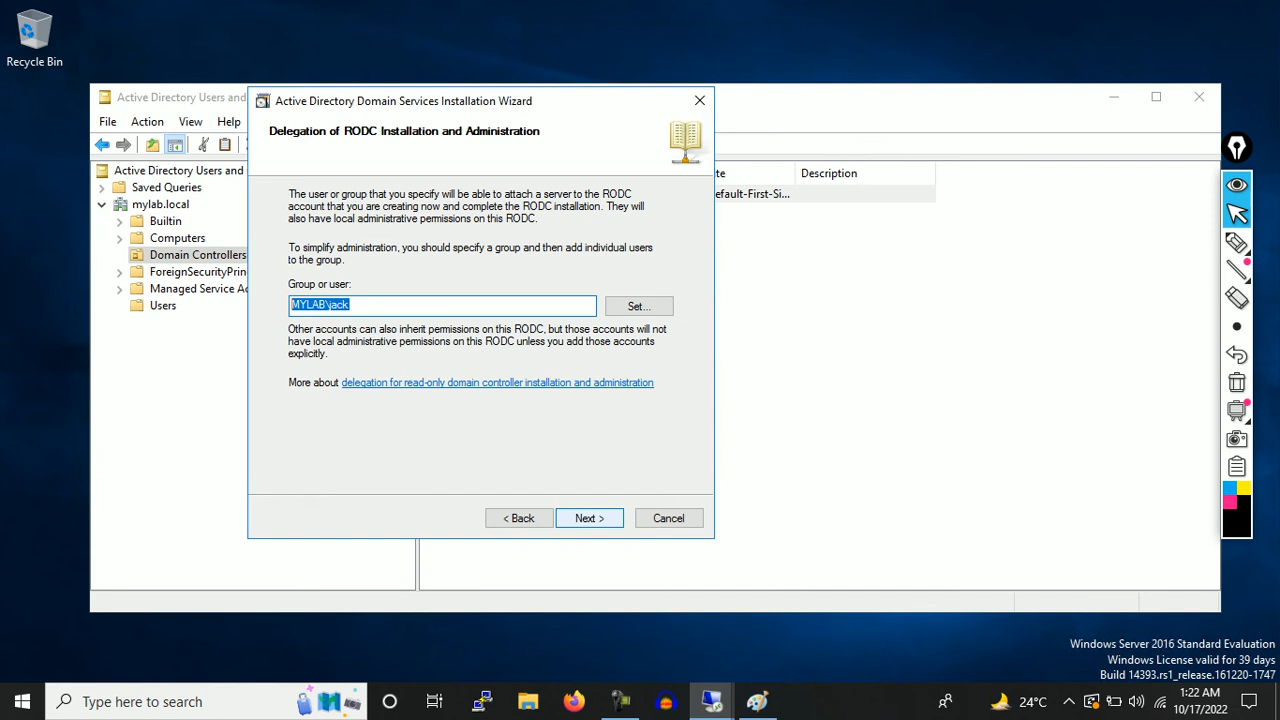 Recycle Bin
Active Directory Users and
File Action View Help
Active Directory Users and
Saved Queries
mylab.local
Builtin
Computers
Domain Controllers
ForeignSecurityPrin
Managed Service Ac
Users
Active Directory Domain Services Installation Wizard
Delegation of RODC Installation and Administration
The user or group that you specify will be able to attach a server to the RODC
account that you are creating now and complete the RODC installation. They will
also have local administrative permissions on this RODC.
To simplify administration, you should specify a group and then add individual users
to the group.
Group or user:
MYLAB\jack
Set...
Other accounts can also inherit permissions on this RODC, but those accounts will not
have local administrative permissions on this RODC unless you add those accounts
explicitly.
More about delegation for read-only domain controller installation and administration
< Back Next > Cancel
te Description
efault-First-Si...
Windows Server 2016 Standard Evaluation
Windows License valid for 39 days
Build 14393.rs1_release.161220-1747
Type here to search
24°C
1:22 AM
10/17/2022